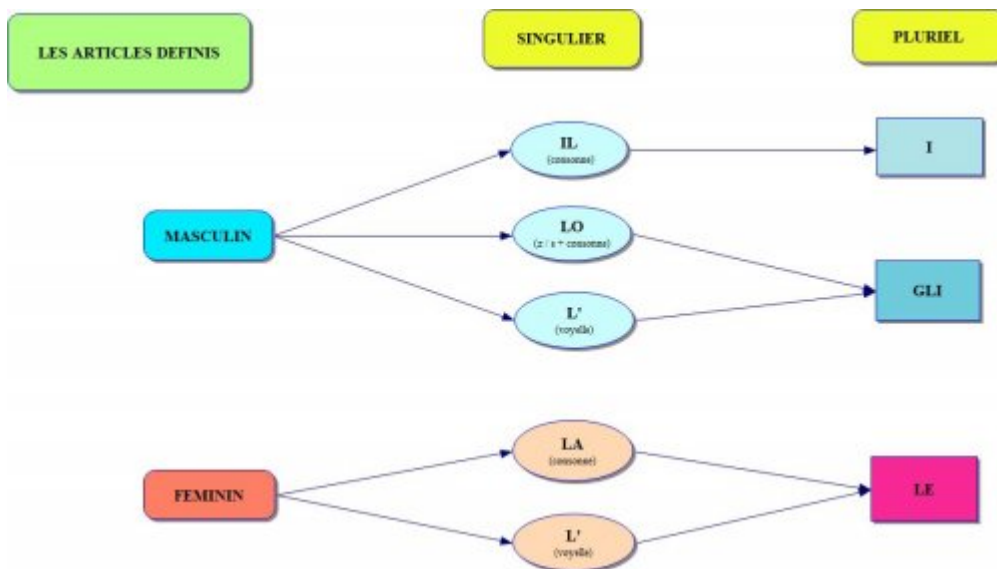 LES ARTICLES DEFINIS
SINGULIER
PLURIEL
IL
(consonne)
I
LO
(z / s + consonne)
MASCULIN
GLI
L'
(voyelle)
LA
(consonne)
FEMININ
LE
L'
(voyelle)